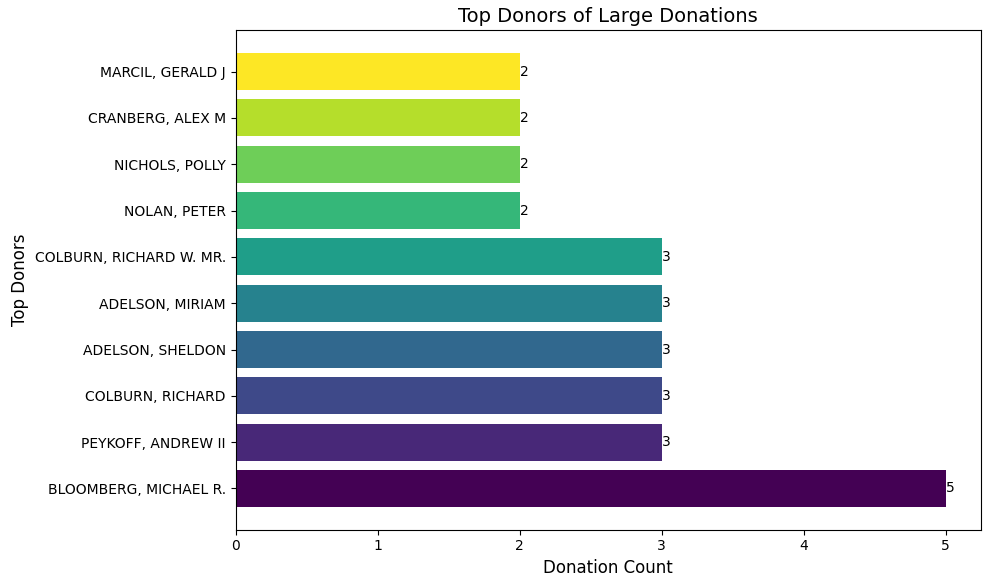 Top Donors of Large Donations
Top Donors
MARCIL, GERALD J 2
CRANBERG, ALEX M 2
NICHOLS, POLLY 2
NOLAN, PETER 2
COLBURN, RICHARD W. MR. 3
ADELSON, MIRIAM 3
ADELSON, SHELDON 3
COLBURN, RICHARD 3
PEYKOFF, ANDREW II 3
BLOOMBERG, MICHAEL R. 5
0 1 2 3 4 5
Donation Count